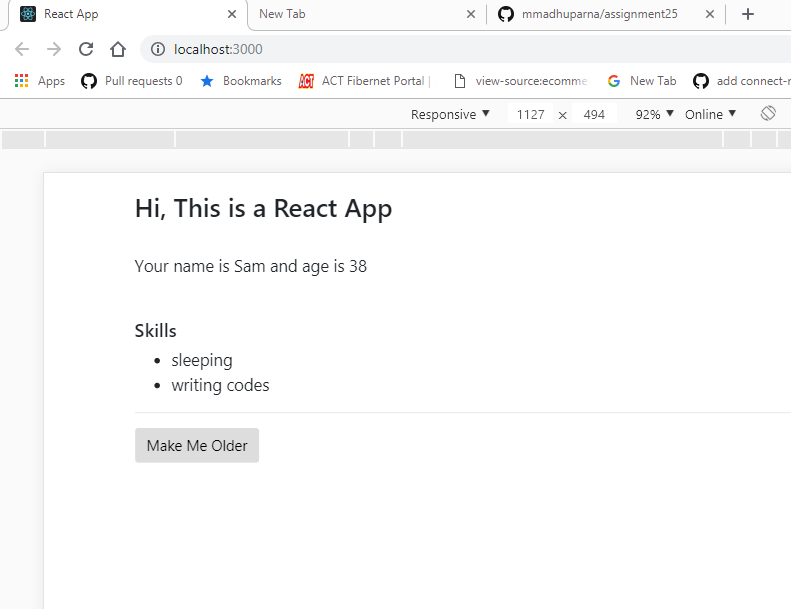 React App
New Tab
mmadhuparna/assignment25
localhost:3000
Apps
Pull requests 0
Bookmarks
ACT ACT Fibernet Portal |
view-source:ecomme
New Tab
add connect-r
Responsive ▼ 1127 × 494 92% ▼ Online ▼
Hi, This is a React App
Your name is Sam and age is 38
Skills
• sleeping
• writing codes
Make Me Older